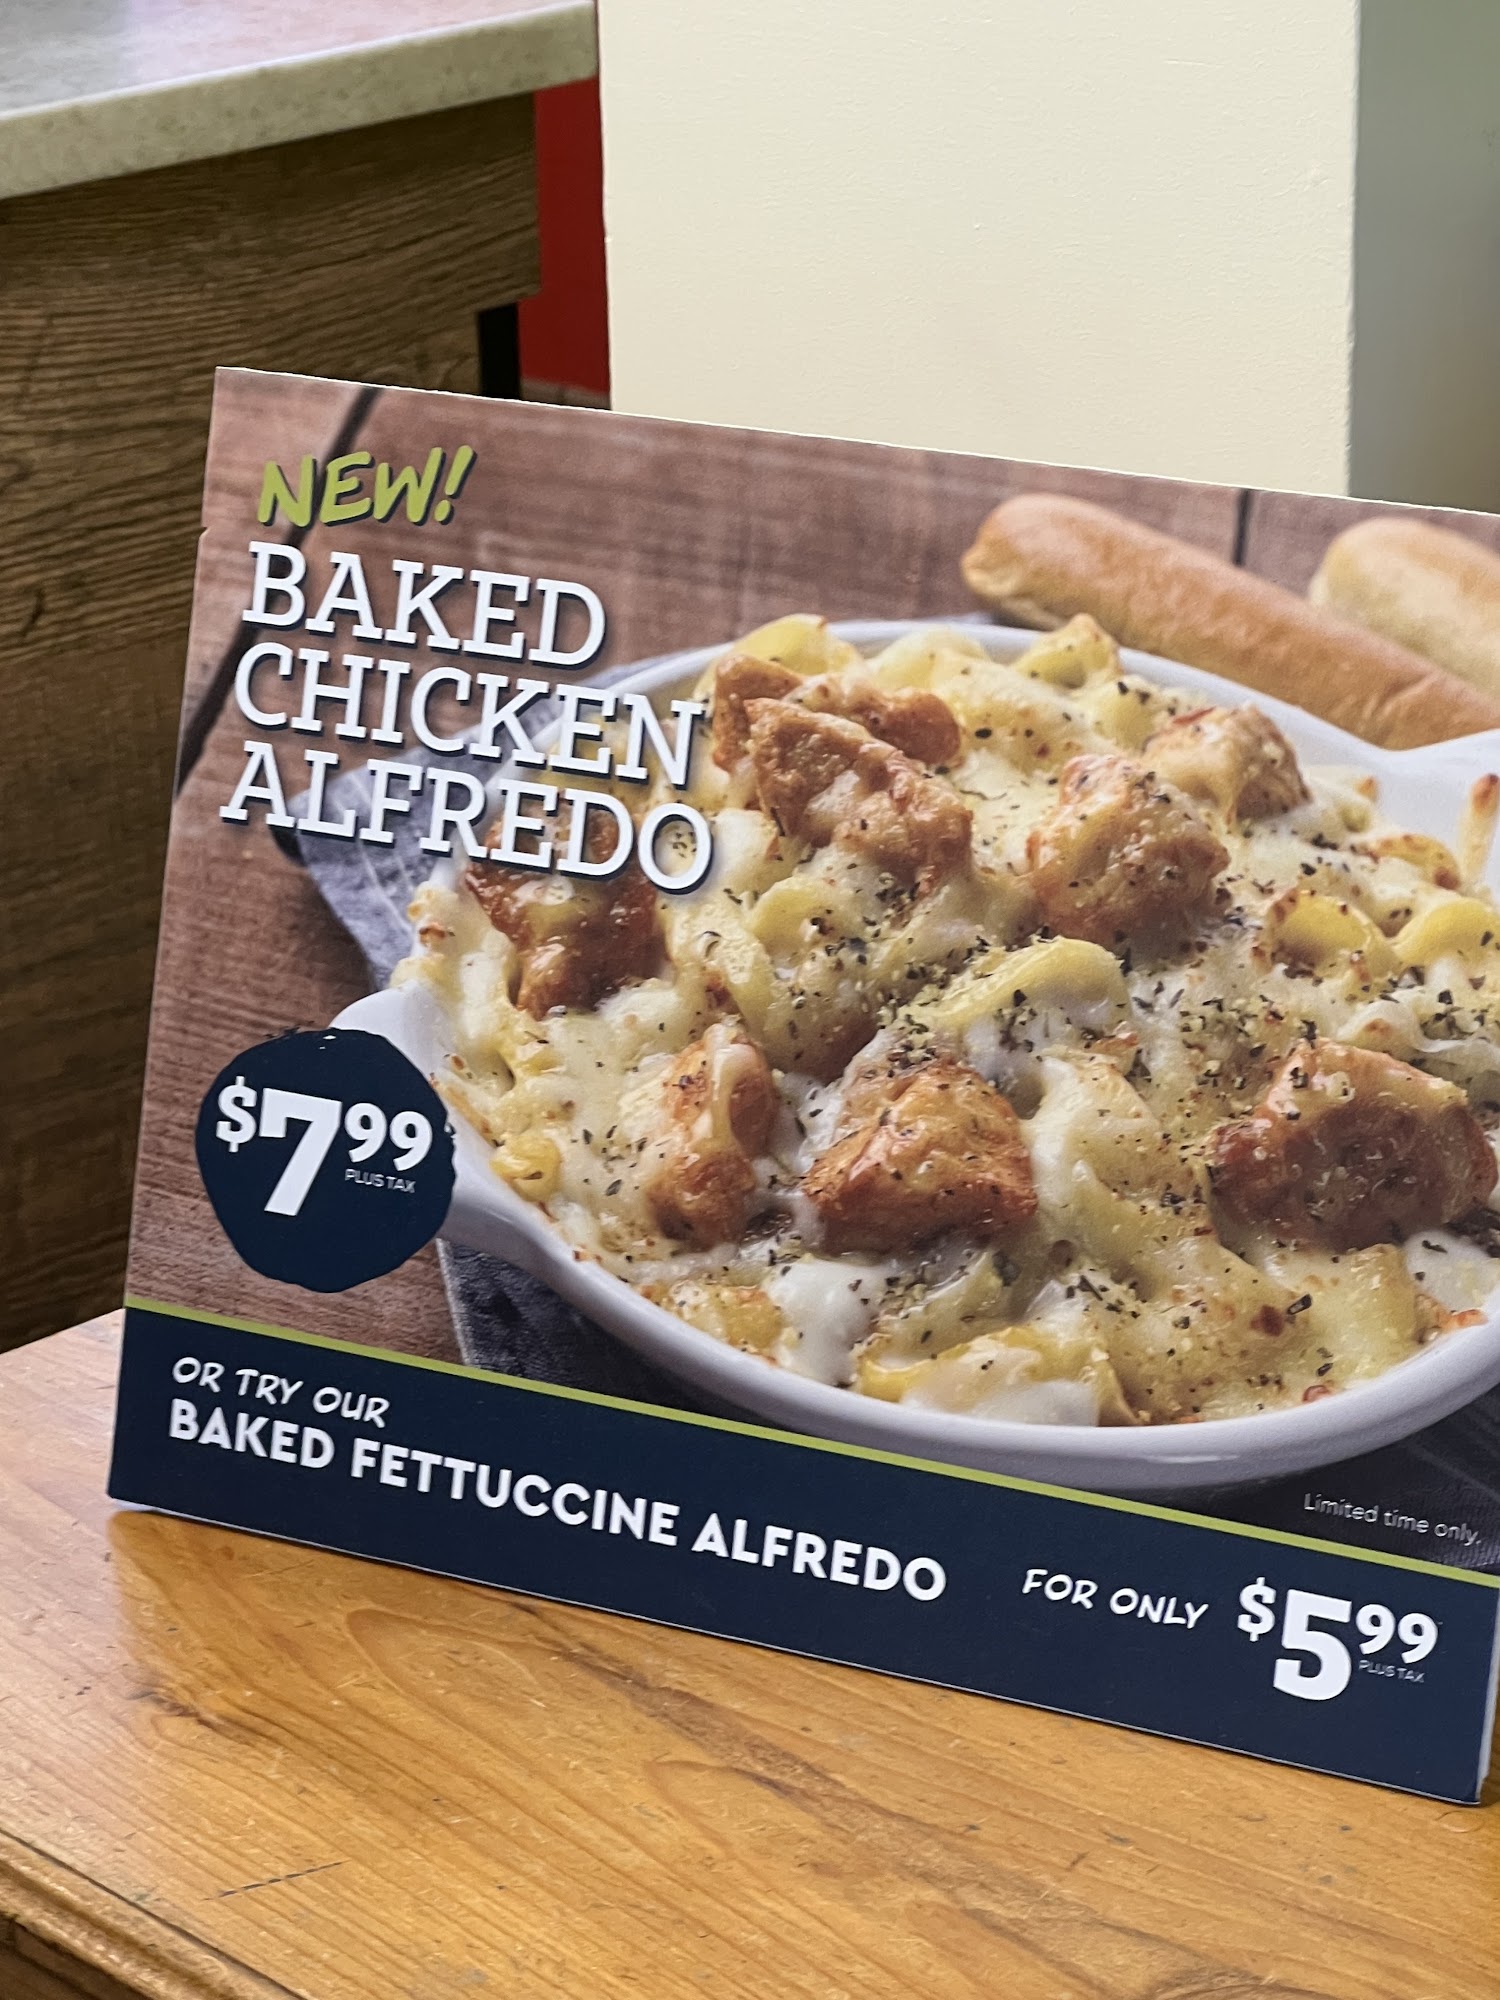 NEW!
BAKED
CHICKEN
ALFREDO
$7.99
PLUS TAX
OR TRY OUR
BAKED FETTUCCINE ALFREDO
Limited time only.
FOR ONLY $5.99
PLUS TAX